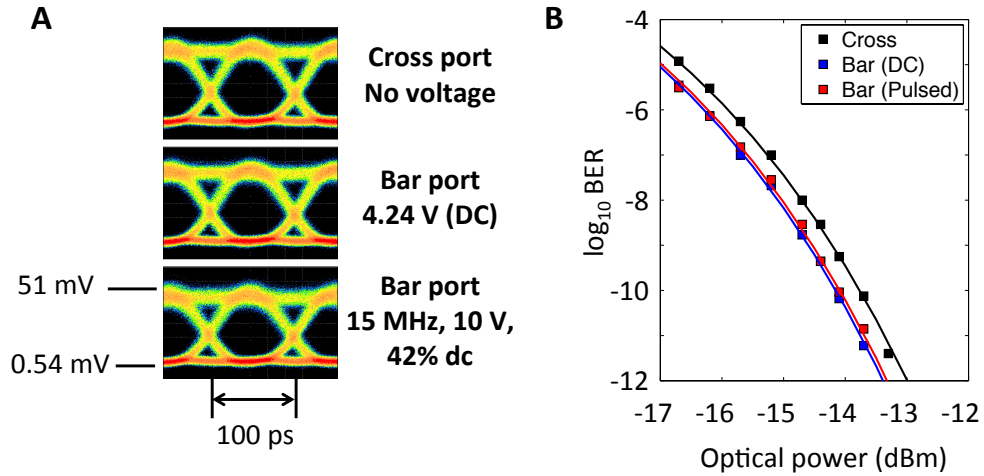 A
Cross port
No voltage
Bar port
4.24 V (DC)
Bar port
15 MHz, 10 V,
42% dc
51 mV
0.54 mV
100 ps
B
-4
-6
-8
-10
-12
log10 BER
Cross
Bar (DC)
Bar (Pulsed)
-17 -16 -15 -14 -13 -12
Optical power (dBm)